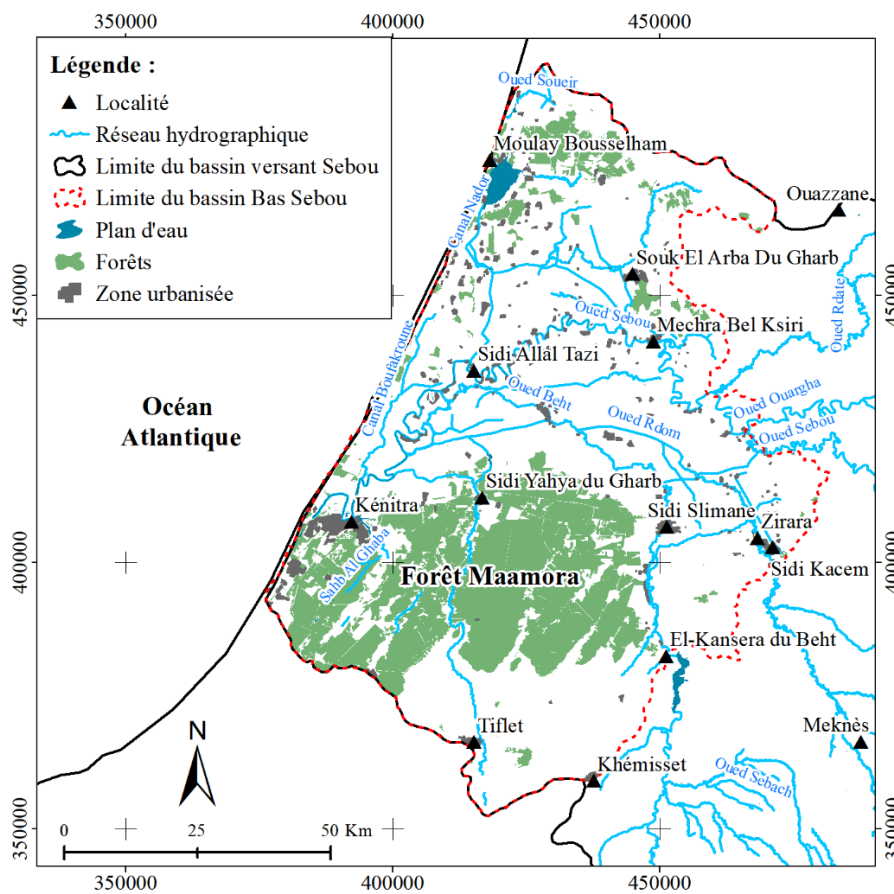 350000
400000
450000
Légende :
Localité
Réseau hydrographique
Limite du bassin versant Sebou
Limite du bassin Bas Sebou
Plan d'eau
Forêts
Zone urbanisée
Oued Soueir
Moulay Bousselham
Ouazzane
Canal Nador
Souk El Arba Du Gharb
450000
450000
Oued Rdate
Oued Sebou
Mechra Bel Ksiri
Sidi Allal Tazi
Canal Boufakroune
Oued Beht
Oued Ouargha
Océan
Atlantique
Oued Rdom
Oued Sebou
Sidi Yahya du Gharb
Kénitra
Sidi Slimane
Zirara
400000
400000
Sahb Al Ghaba
Forêt Maamora
Sidi Kacem
El-Kansera du Beht
N
Tiflet
Meknès
Khémisset
Oued Sebach
350000
350000
0 25 50 Km
350000
400000
450000